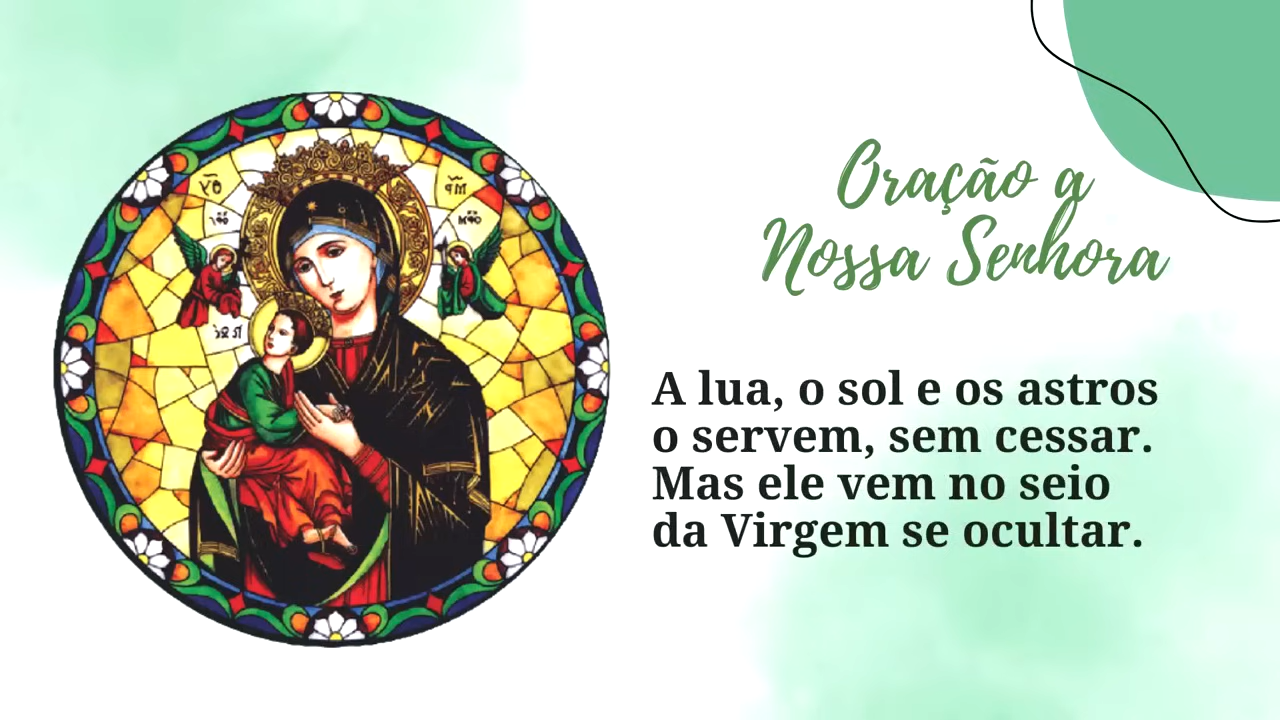 Oração a
Nossa Senhora
A lua, o sol e os astros
o servem, sem cessar.
Mas ele vem no seio
da Virgem se ocultar.